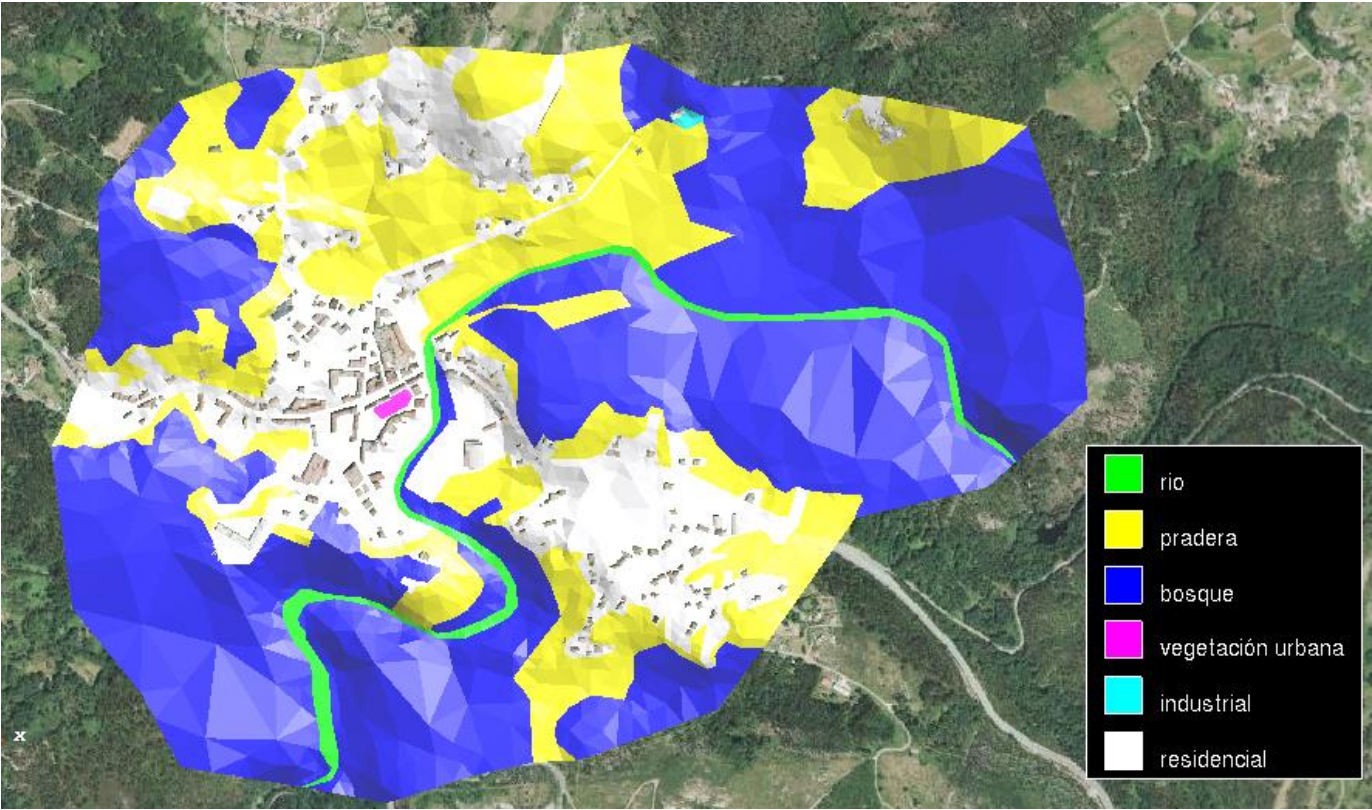 rio
pradera
bosque
vegetación urbana
industrial
residencial
x